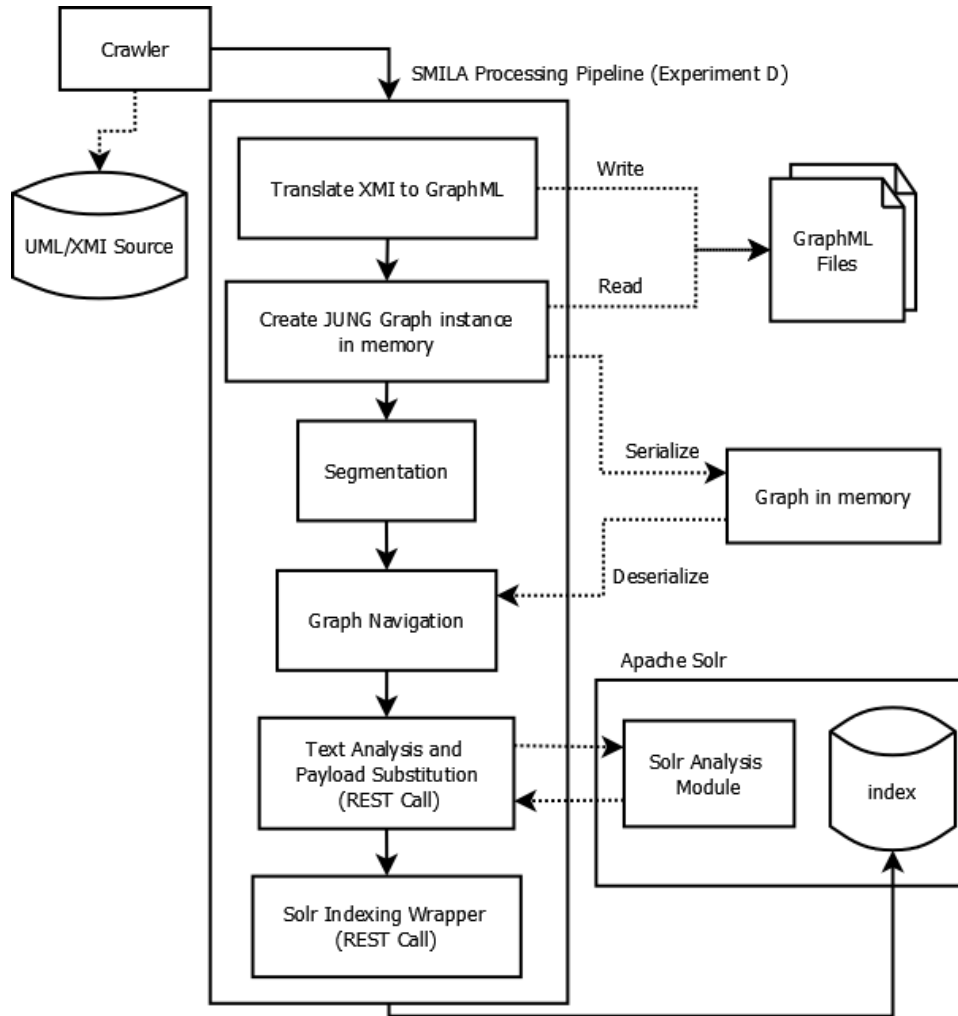 Crawler
SMILA Processing Pipeline (Experiment D)
UML/XMI Source
Translate XMI to GraphML
Write
GraphML
Files
Read
Create JUNG Graph instance
in memory
Segmentation
Serialize
Graph in memory
Deserialize
Graph Navigation
Apache Solr
Text Analysis and
Payload Substitution
(REST Call)
Solr Analysis
Module
index
Solr Indexing Wrapper
(REST Call)